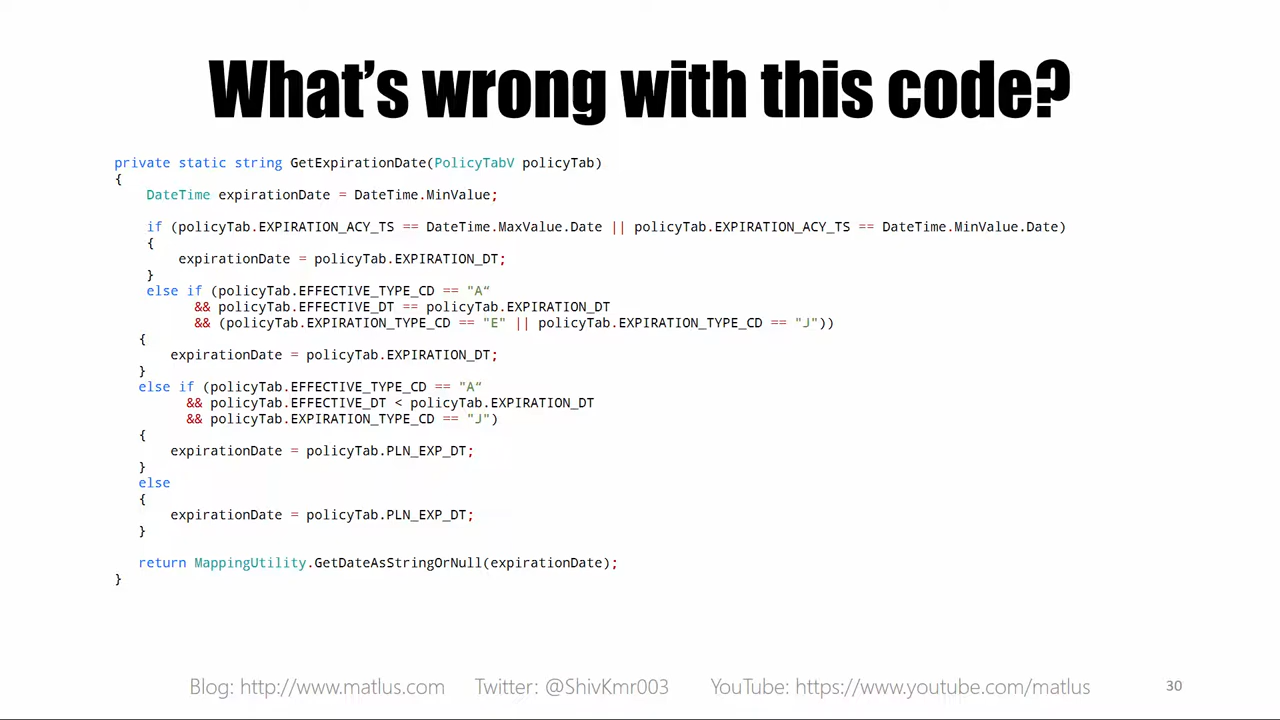 What’s wrong with this code?
private static string GetExpirationDate(PolicyTabV policyTab)
{
DateTime expirationDate = DateTime.MinValue;
if (policyTab.EXPIRATION_ACY_TS == DateTime.MaxValue.Date || policyTab.EXPIRATION_ACY_TS == DateTime.MinValue.Date)
{
expirationDate = policyTab.EXPIRATION_DT;
}
else if (policyTab.EFFECTIVE_TYPE_CD == "A“
&& policyTab.EFFECTIVE_DT == policyTab.EXPIRATION_DT
&& (policyTab.EXPIRATION_TYPE_CD == "E" || policyTab.EXPIRATION_TYPE_CD == "J"))
{
expirationDate = policyTab.EXPIRATION_DT;
}
else if (policyTab.EFFECTIVE_TYPE_CD == "A“
&& policyTab.EFFECTIVE_DT < policyTab.EXPIRATION_DT
&& policyTab.EXPIRATION_TYPE_CD == "J")
{
expirationDate = policyTab.PLN_EXP_DT;
}
else
{
expirationDate = policyTab.PLN_EXP_DT;
}
return MappingUtility.GetDateAsStringOrNull(expirationDate);
}
Blog: http://www.matlus.com Twitter: @ShivKmr003 YouTube: https://www.youtube.com/matlus 30